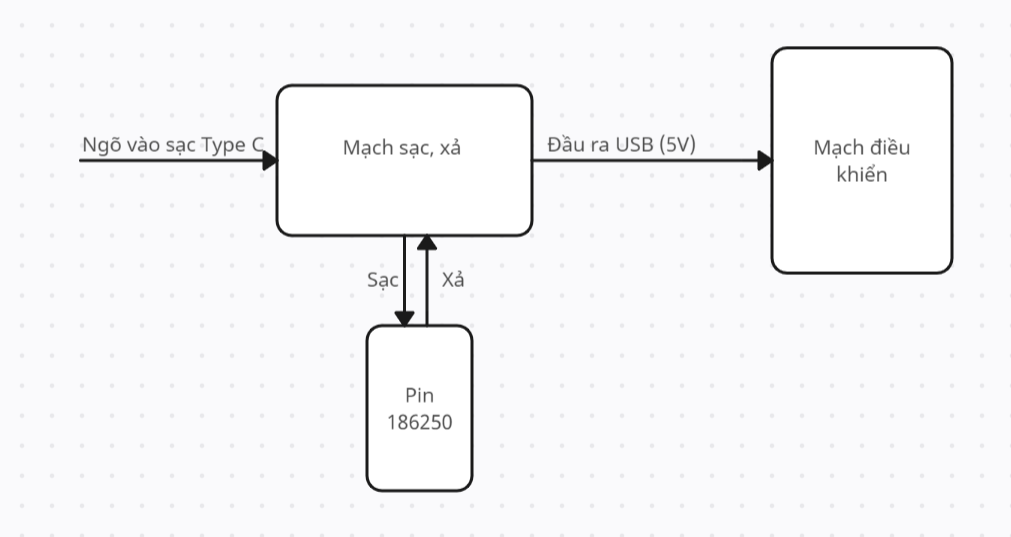 Ngõ vào sạc Type C
Mạch sạc, xả
Đầu ra USB (5V)
Mạch điều
khiển
Sạc
Xả
Pin
186250